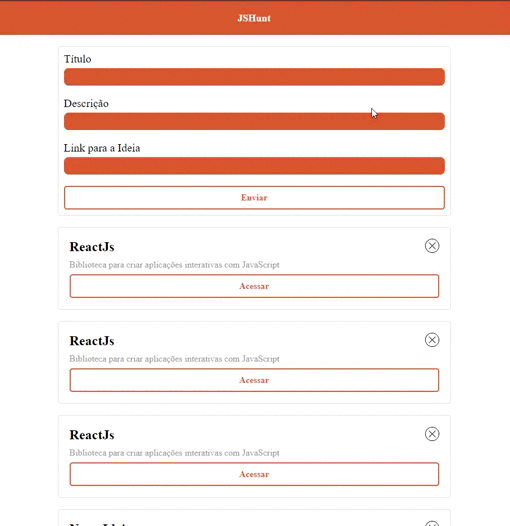 JSHunt
Título
Descrição
Link para a Ideia
Enviar
ReactJs
Biblioteca para criar aplicações interativas com JavaScript
Acessar
ReactJs
Biblioteca para criar aplicações interativas com JavaScript
Acessar
ReactJs
Biblioteca para criar aplicações interativas com JavaScript
Acessar